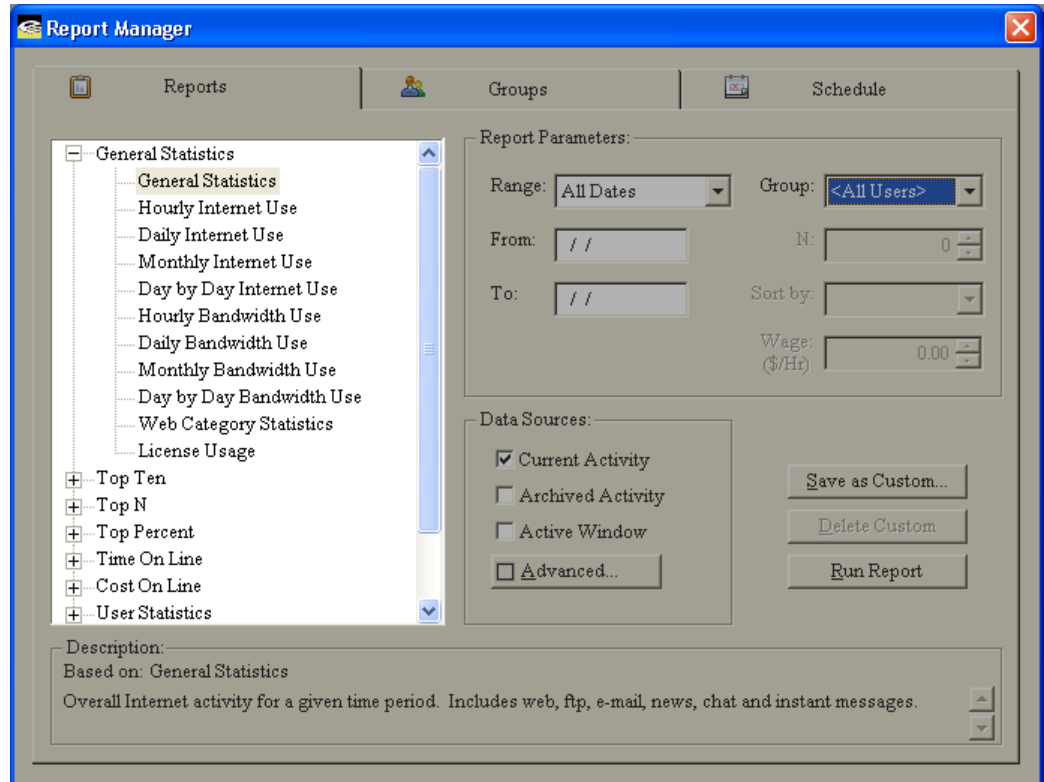 Report Manager
Reports
Groups
Schedule
General Statistics
General Statistics
Hourly Internet Use
Daily Internet Use
Monthly Internet Use
Day by Day Internet Use
Hourly Bandwidth Use
Daily Bandwidth Use
Monthly Bandwidth Use
Day by Day Bandwidth Use
Web Category Statistics
License Usage
Top Ten
Top N
Top Percent
Time On Line
Cost On Line
User Statistics
Report Parameters:
Range: All Dates
Group: <All Users>
From: / /
N: 0
To: / /
Sort by:
Wage:
($/Hr) 0.00
Data Sources:
Current Activity
Archived Activity
Active Window
Advanced...
Save as Custom...
Delete Custom
Run Report
Description:
Based on: General Statistics
Overall Internet activity for a given time period. Includes web, ftp, e-mail, news, chat and instant messages.